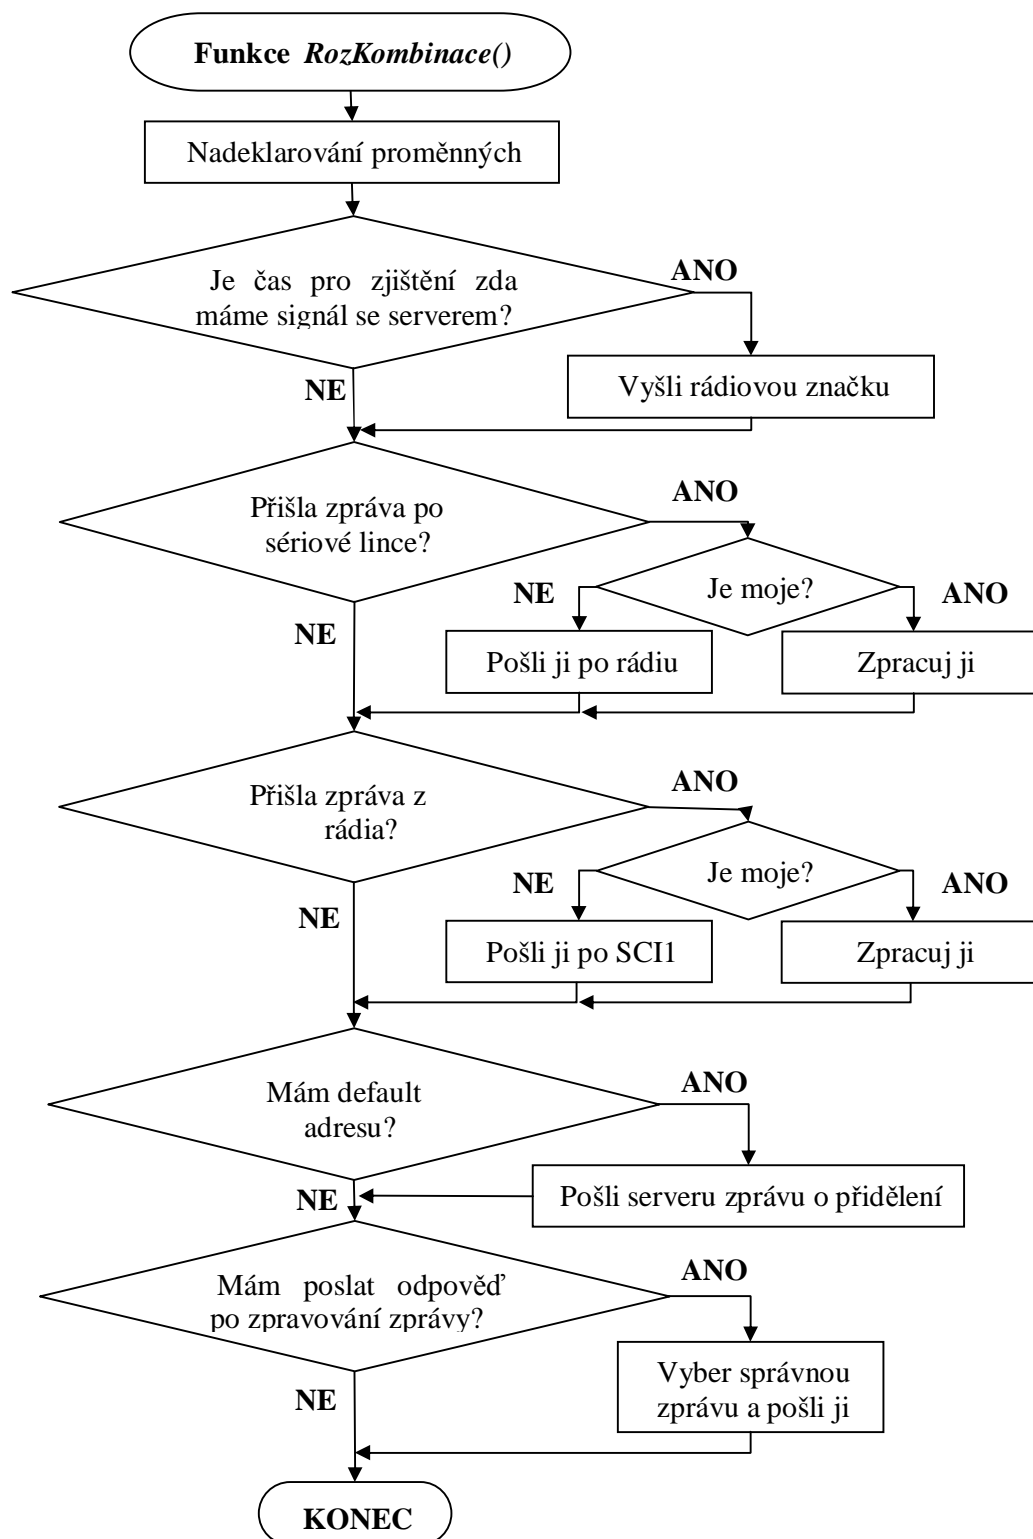 Funkce RozKombinace()
Nadeklarování proměnných
Je čas pro zjištění zda
máme signál se serverem?
ANO
NE
Vyšli rádiovou značku
Přišla zpráva po
sériové lince?
ANO
NE
Je moje?
NE
ANO
Pošli ji po rádiu
Zpracuj ji
Přišla zpráva z
rádia?
ANO
NE
Je moje?
NE
ANO
Pošli ji po SCI1
Zpracuj ji
Mám default
adresu?
ANO
NE
Pošli serveru zprávu o přidělení
Mám poslat odpověď
po zpravování zprávy?
ANO
NE
Vyber správnou
zprávu a pošli ji
KONEC